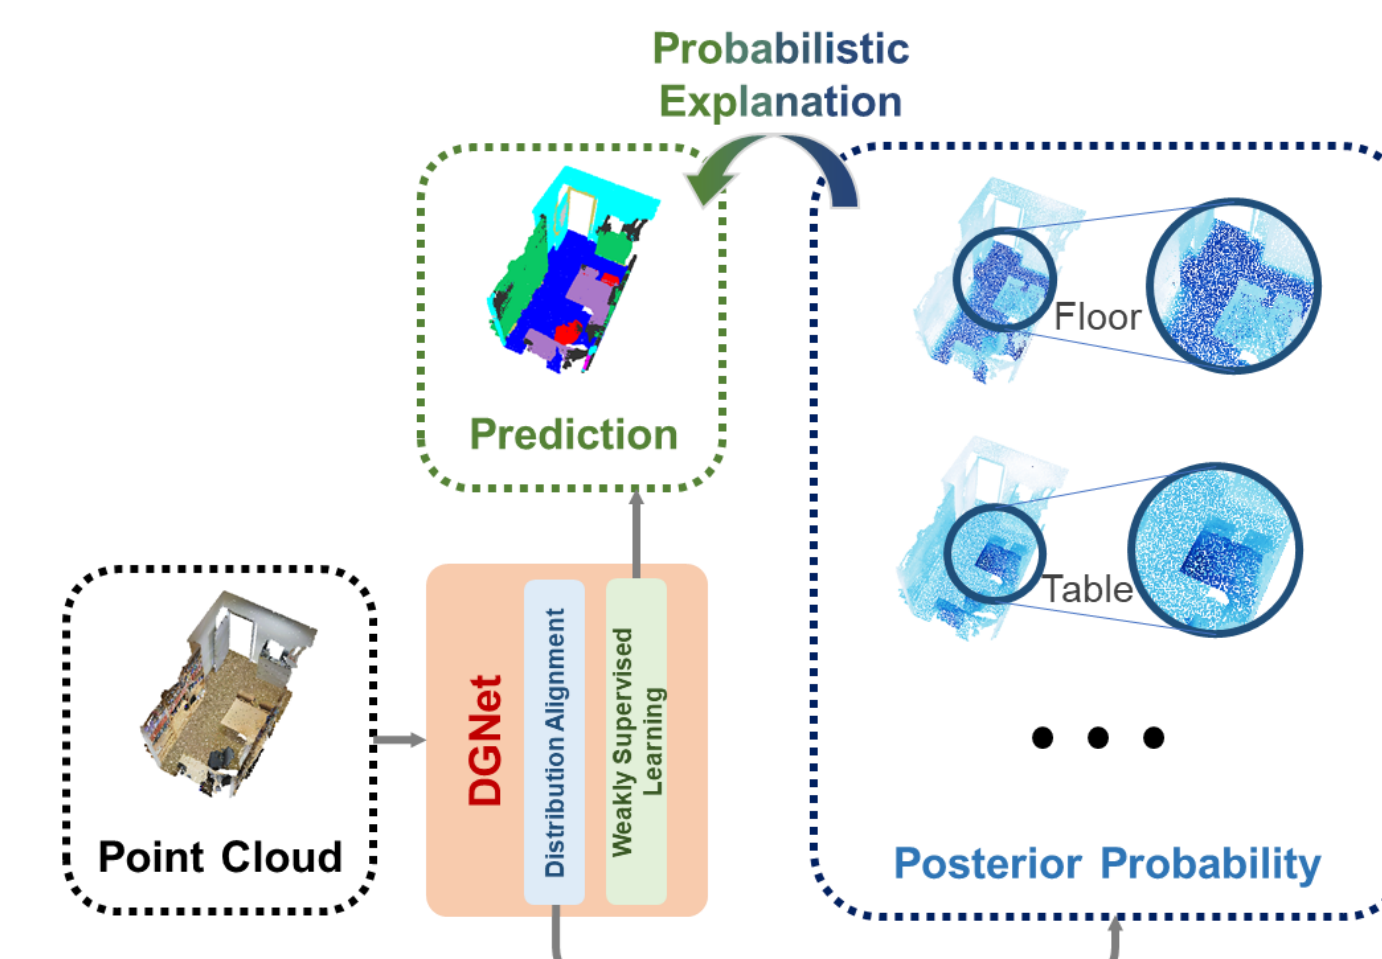 Probabilistic
Explanation
Prediction
Floor
Table
Point Cloud
DGNet
Distribution Alignment
Weakly Supervised
Learning
Posterior Probability